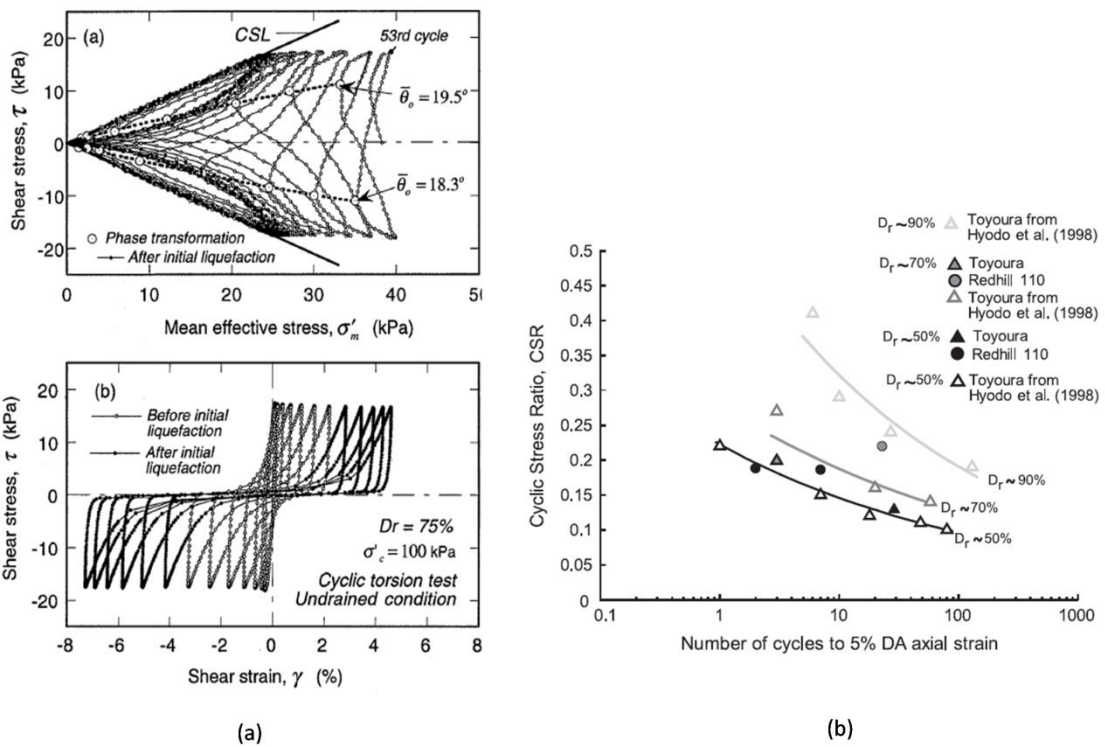 (a)
CSL
53rd cycle
θ̄o = 19.5°
θ̄o = 18.3°
Phase transformation
After initial liquefaction
20
10
0
-10
-20
Shear stress, τ (kPa)
0 10 20 30 40 50
Mean effective stress, σ'm (kPa)
(b)
Before initial
liquefaction
After initial
liquefaction
Dr = 75%
σ'c = 100 kPa
Cyclic torsion test
Undrained condition
20
10
0
-10
-20
Shear stress, τ (kPa)
-8 -6 -4 -2 0 2 4 6 8
Shear strain, γ (%)
(a)
Dr~90% Toyoura from
Hyodo et al. (1998)
Dr~70% Toyoura
Redhill 110
Toyoura from
Hyodo et al. (1998)
Dr~50% Toyoura
Redhill 110
Dr~50% Toyoura from
Hyodo et al. (1998)
0.5
0.45
0.4
0.35
0.3
0.25
0.2
0.15
0.1
0.05
0
Cyclic Stress Ratio, CSR
Dr~90%
Dr~70%
Dr~50%
0.1 1 10 100 1000
Number of cycles to 5% DA axial strain
(b)